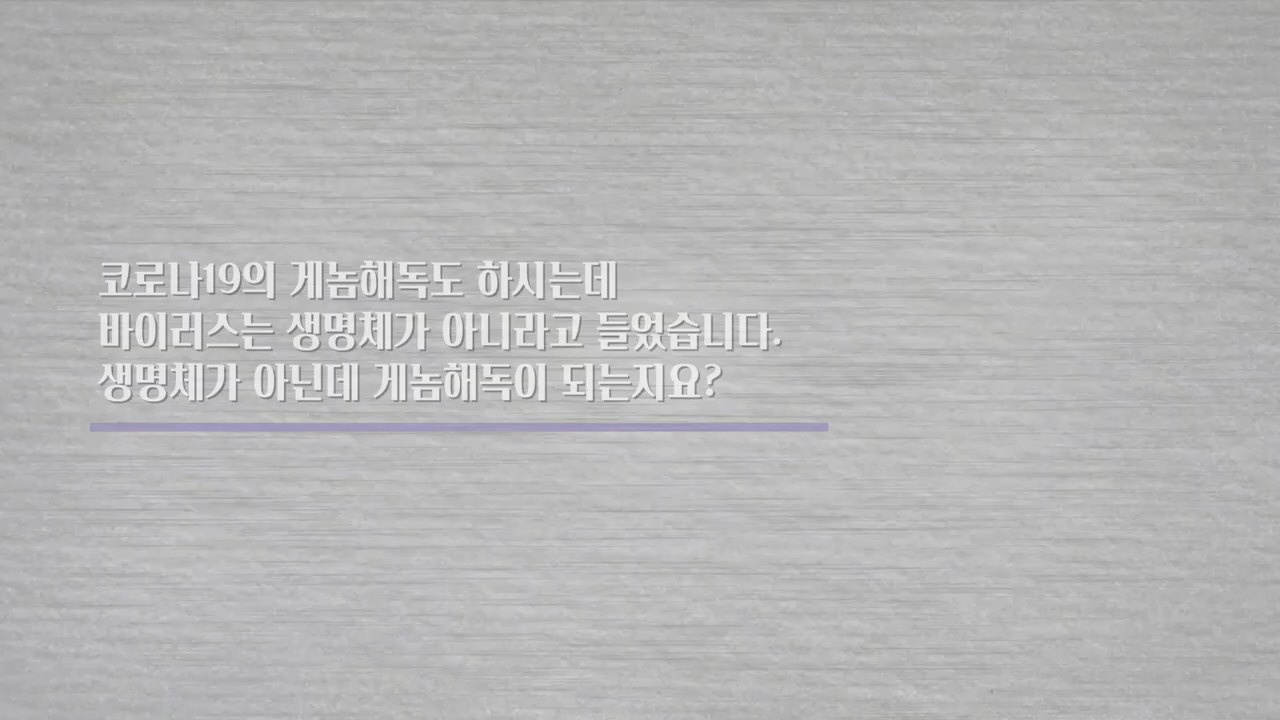 코로나19의 게놈해독도 하시는데
바이러스는 생명체가 아니라고 들었습니다.
생명체가 아닌데 게놈해독이 되는지요?